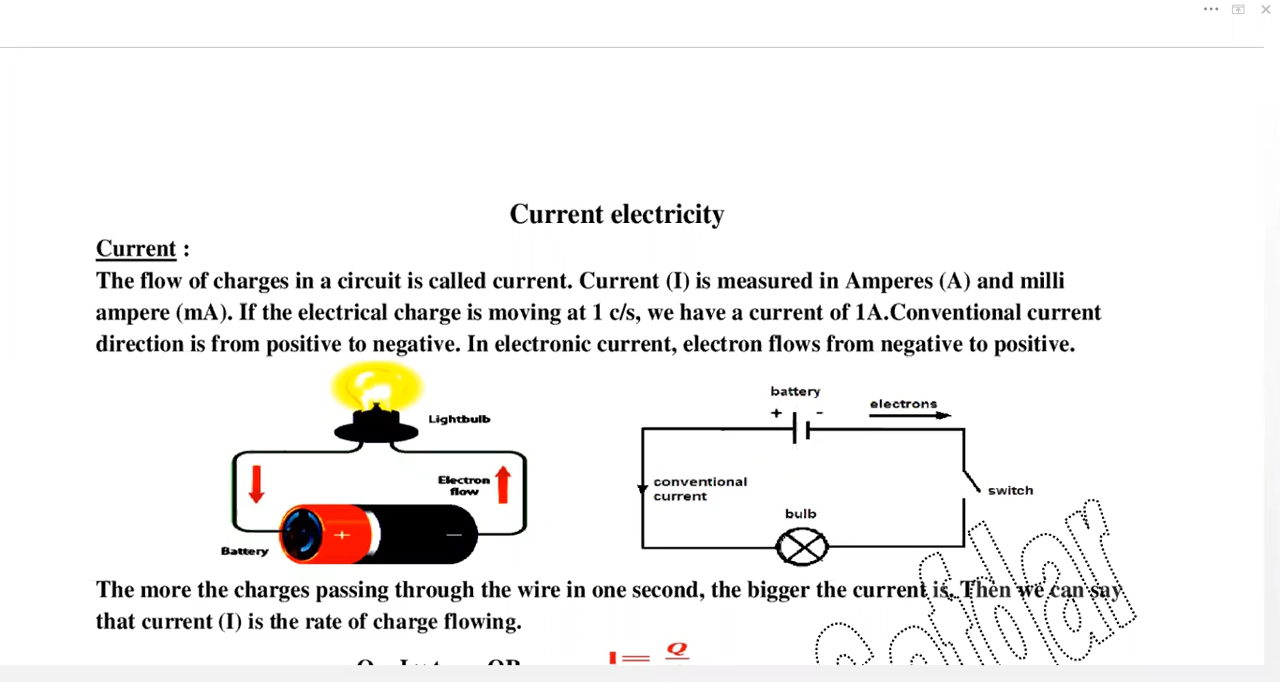 Current electricity
Current :
The flow of charges in a circuit is called current. Current (I) is measured in Amperes (A) and milli
ampere (mA). If the electrical charge is moving at 1 c/s, we have a current of 1A.Conventional current
direction is from positive to negative. In electronic current, electron flows from negative to positive.
Lightbulb
Electron
flow
+
−
Battery
battery
+ -
electrons
conventional
current
switch
bulb
The more the charges passing through the wire in one second, the bigger the current is. Then we can say
that current (I) is the rate of charge flowing.
I = Q